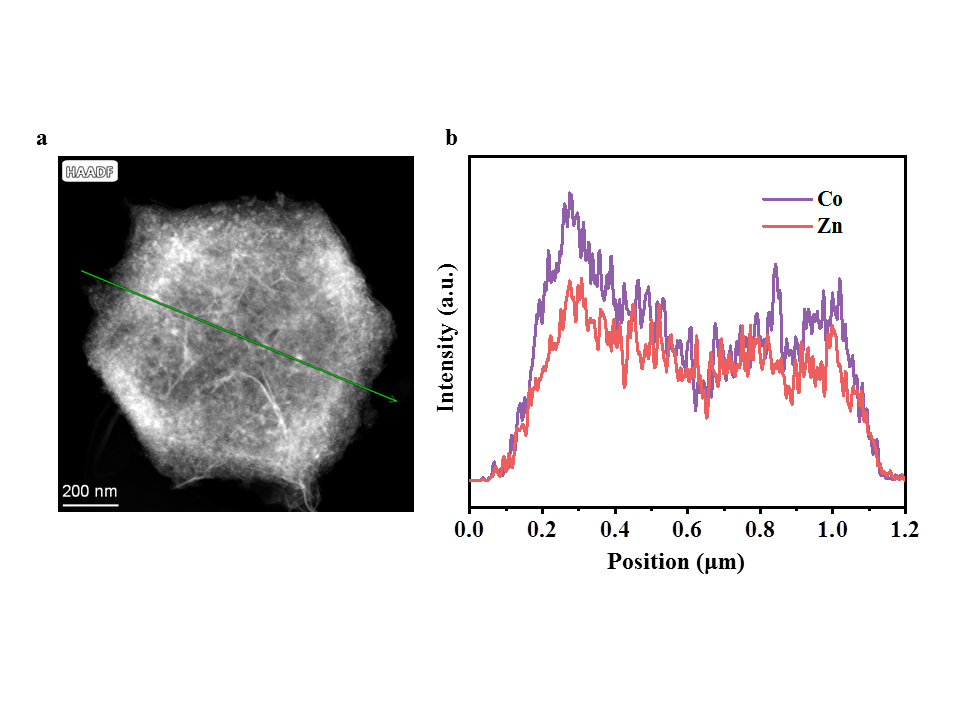 a
HAADF
200 nm
b
Co
Zn
Intensity (a.u.)
0.0 0.2 0.4 0.6 0.8 1.0 1.2
Position (μm)